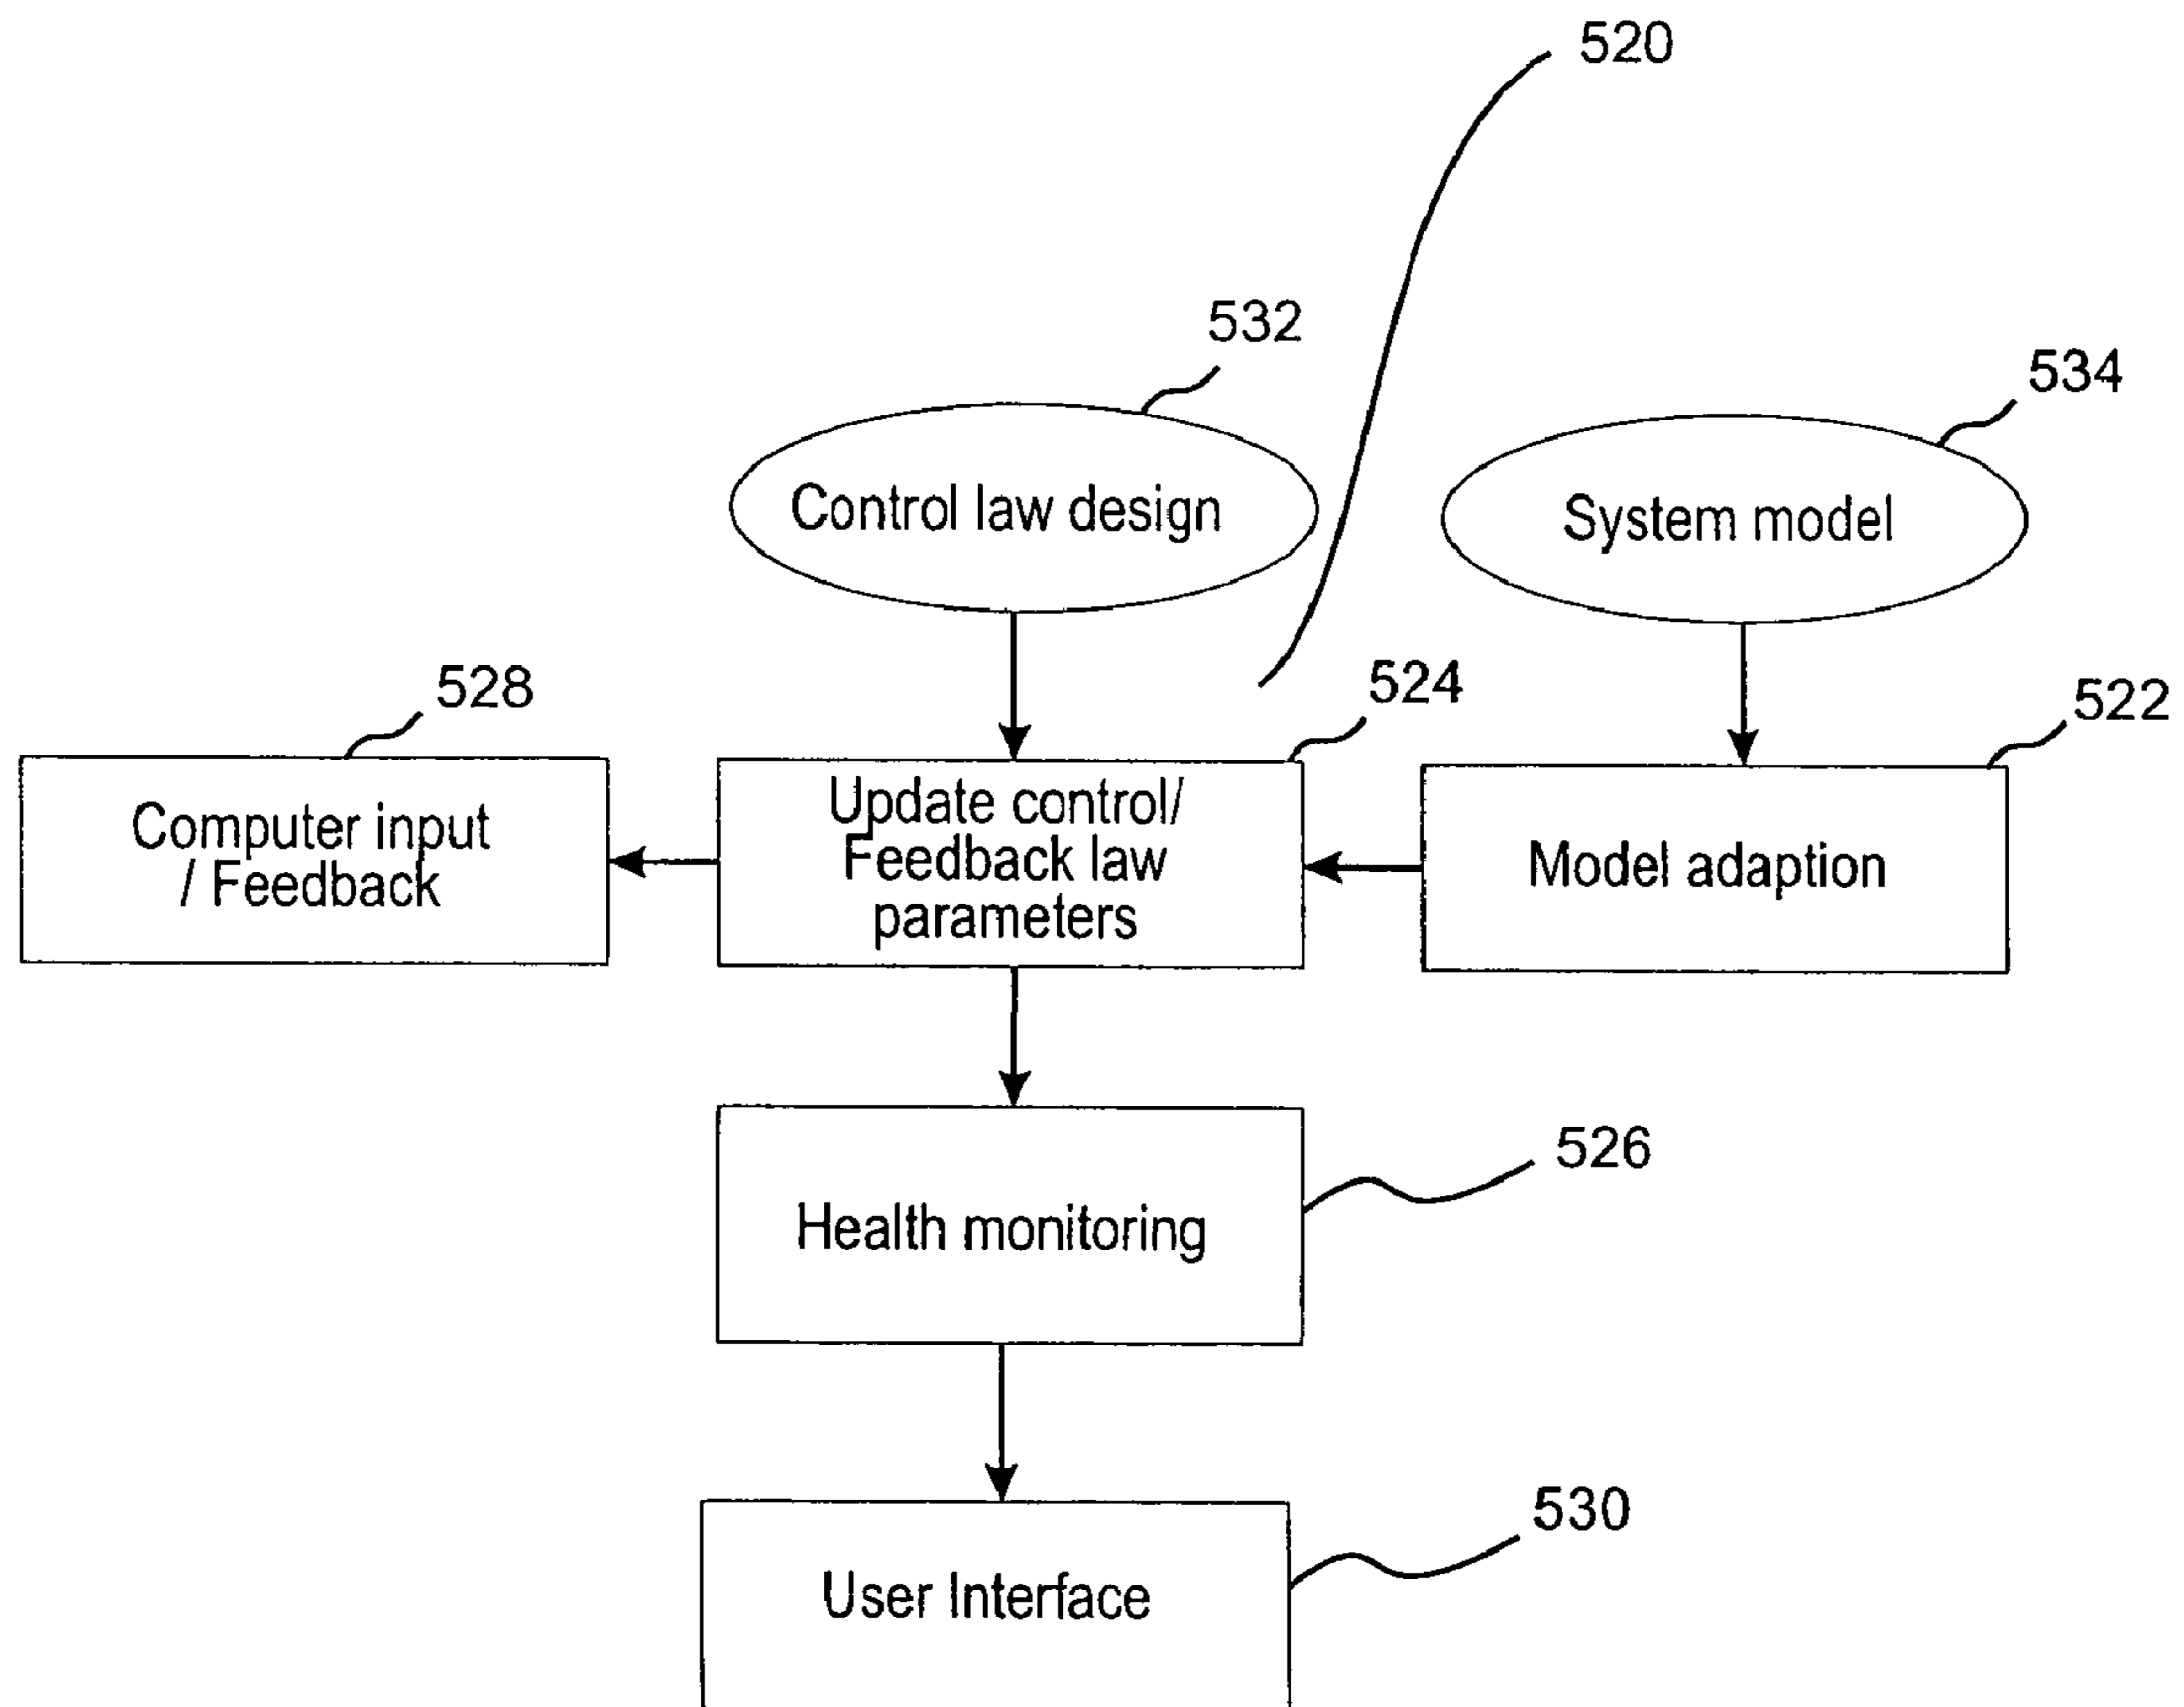 520
532
534
Control law design
System model
528
524
522
Computer input
/ Feedback
Update control/
Feedback law
parameters
Model adaption
526
Health monitoring
530
User Interface